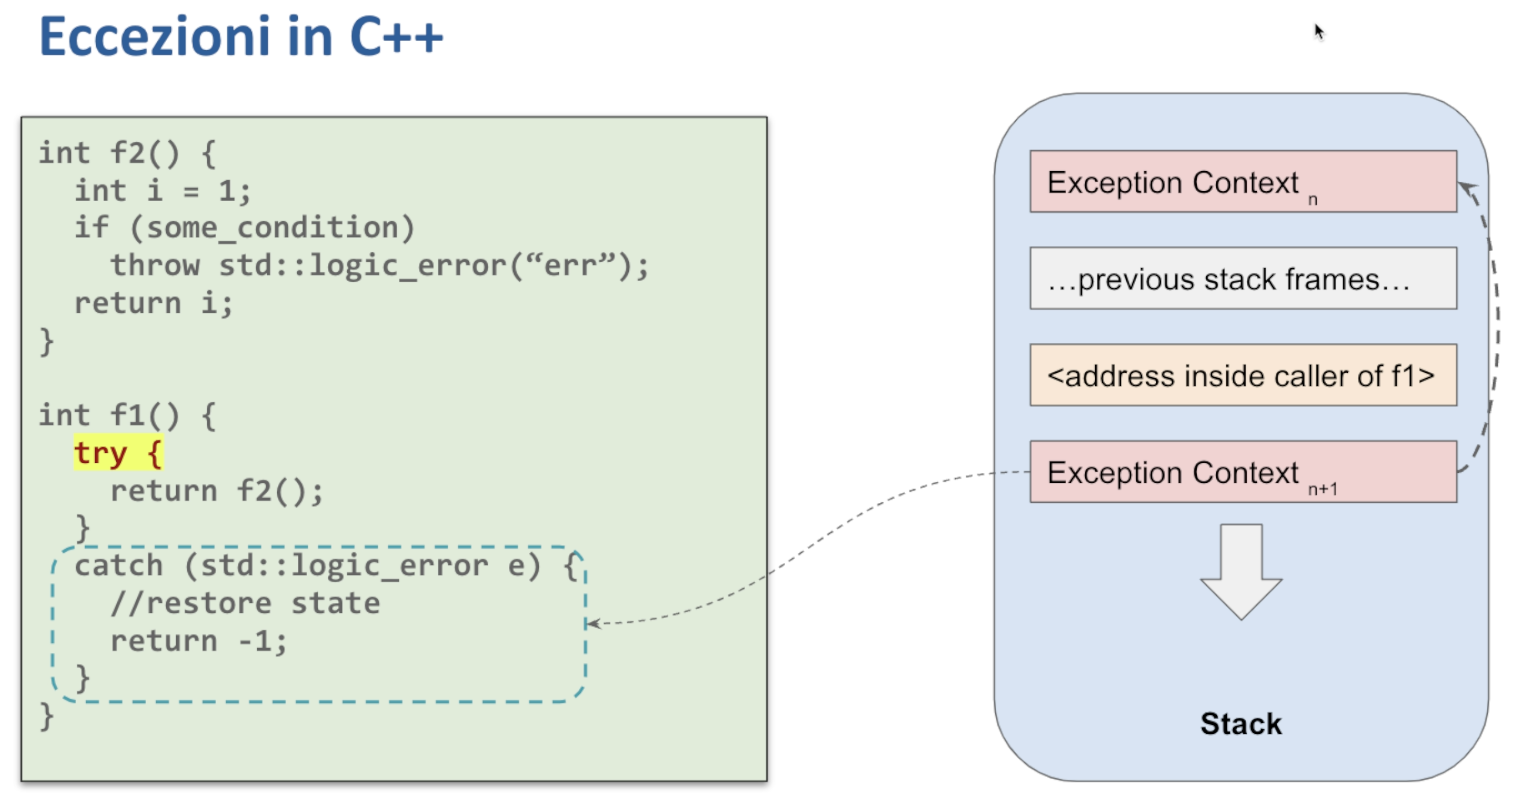 Eccezioni in C++
int f2() {
  int i = 1;
  if (some_condition)
    throw std::logic_error(“err”);
  return i;
}
int f1() {
  try {
    return f2();
  }
  catch (std::logic_error e) {
    //restore state
    return -1;
  }
}
Exception Context n
...previous stack frames...
<address inside caller of f1>
Exception Context n+1
Stack